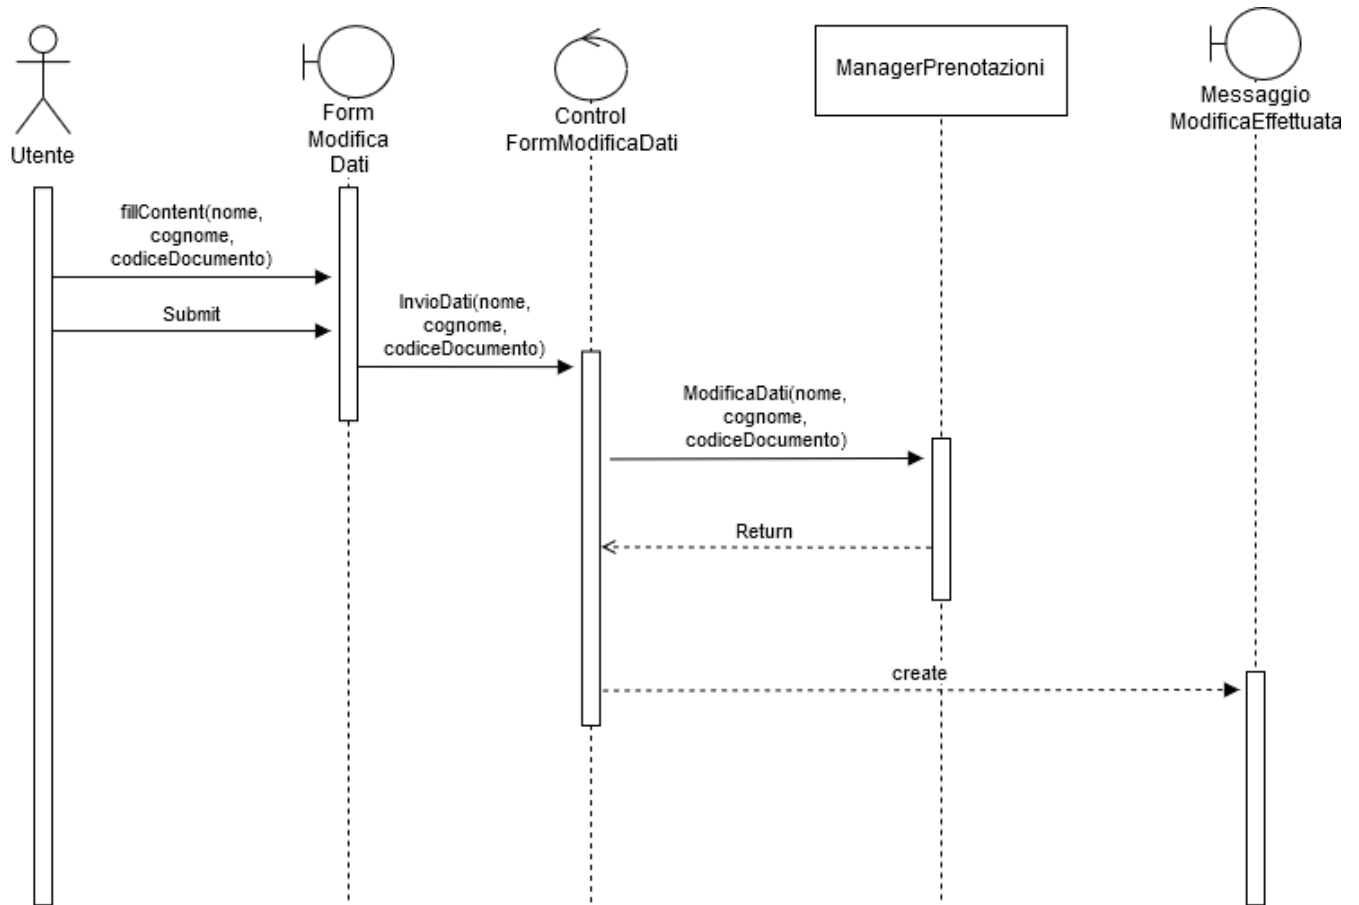 Utente
Form
Modifica
Dati
Control
FormModificaDati
ManagerPrenotazioni
Messaggio
ModificaEffettuata
fillContent(nome,
cognome,
codiceDocumento)
Submit
InvioDati(nome,
cognome,
codiceDocumento)
ModificaDati(nome,
cognome,
codiceDocumento)
Return
create